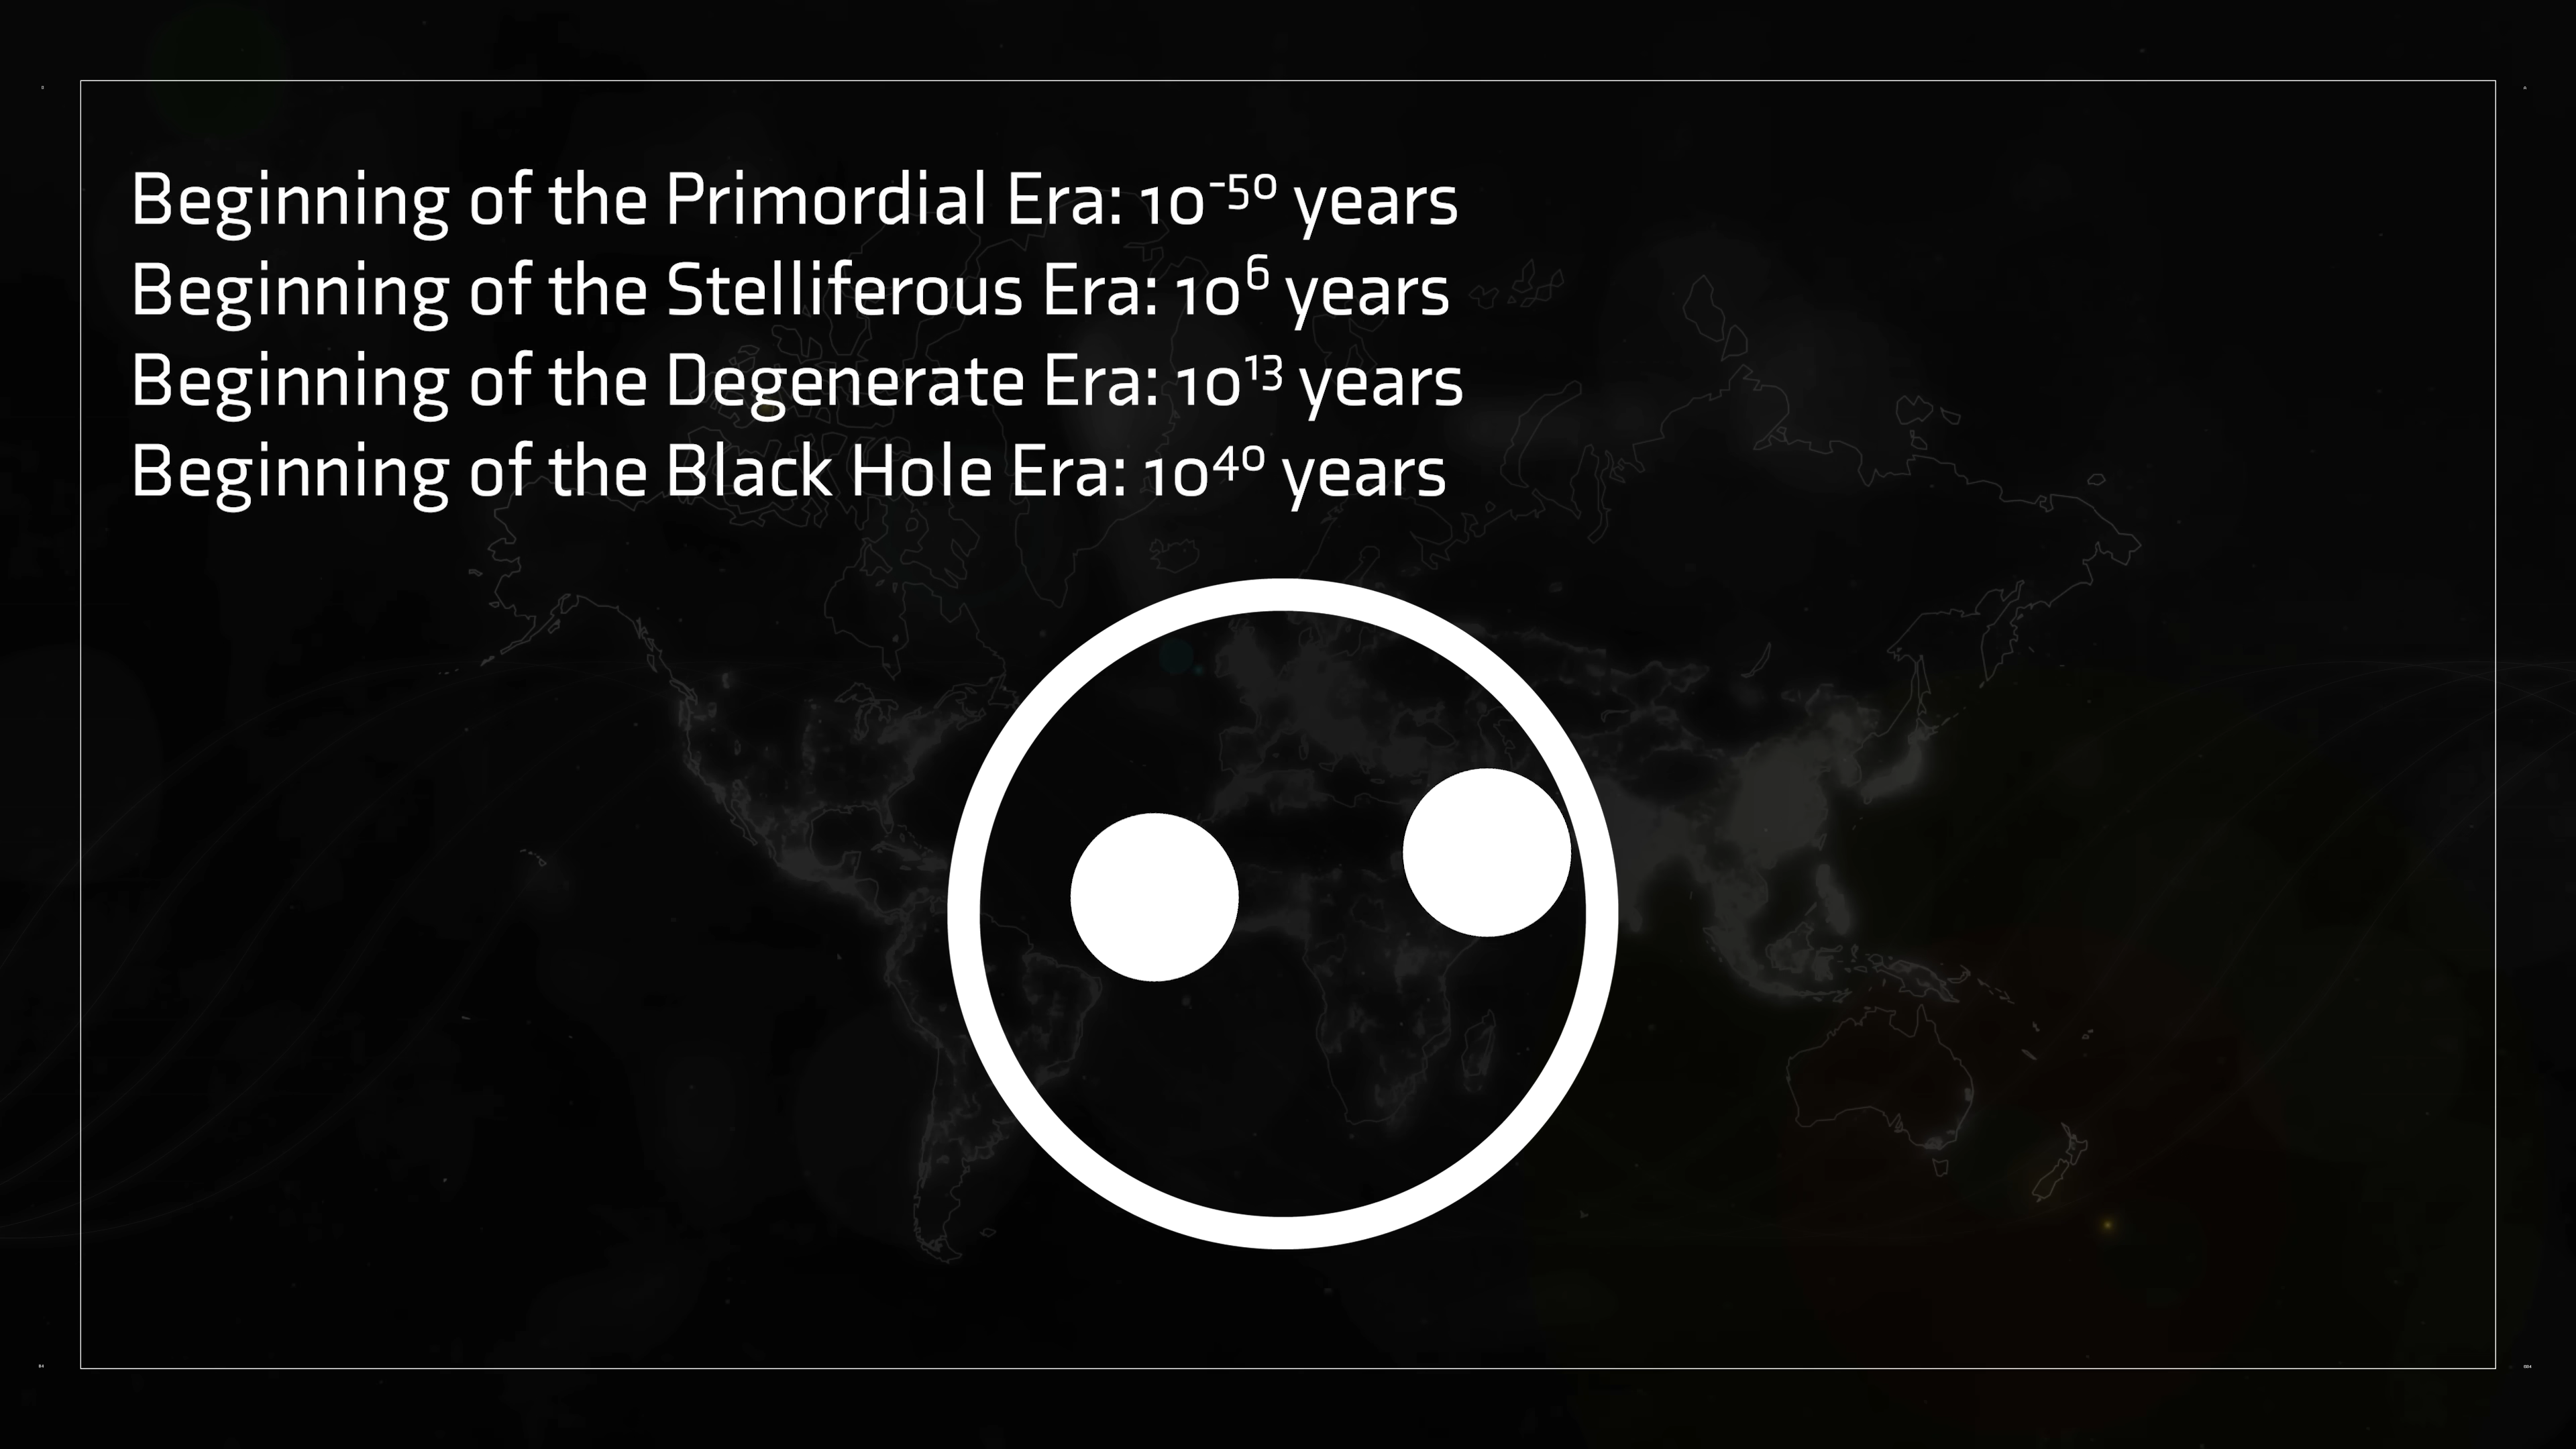 Beginning of the Primordial Era: 10⁻⁵⁰ years
Beginning of the Stelliferous Era: 10⁶ years
Beginning of the Degenerate Era: 10¹³ years
Beginning of the Black Hole Era: 10⁴⁰ years